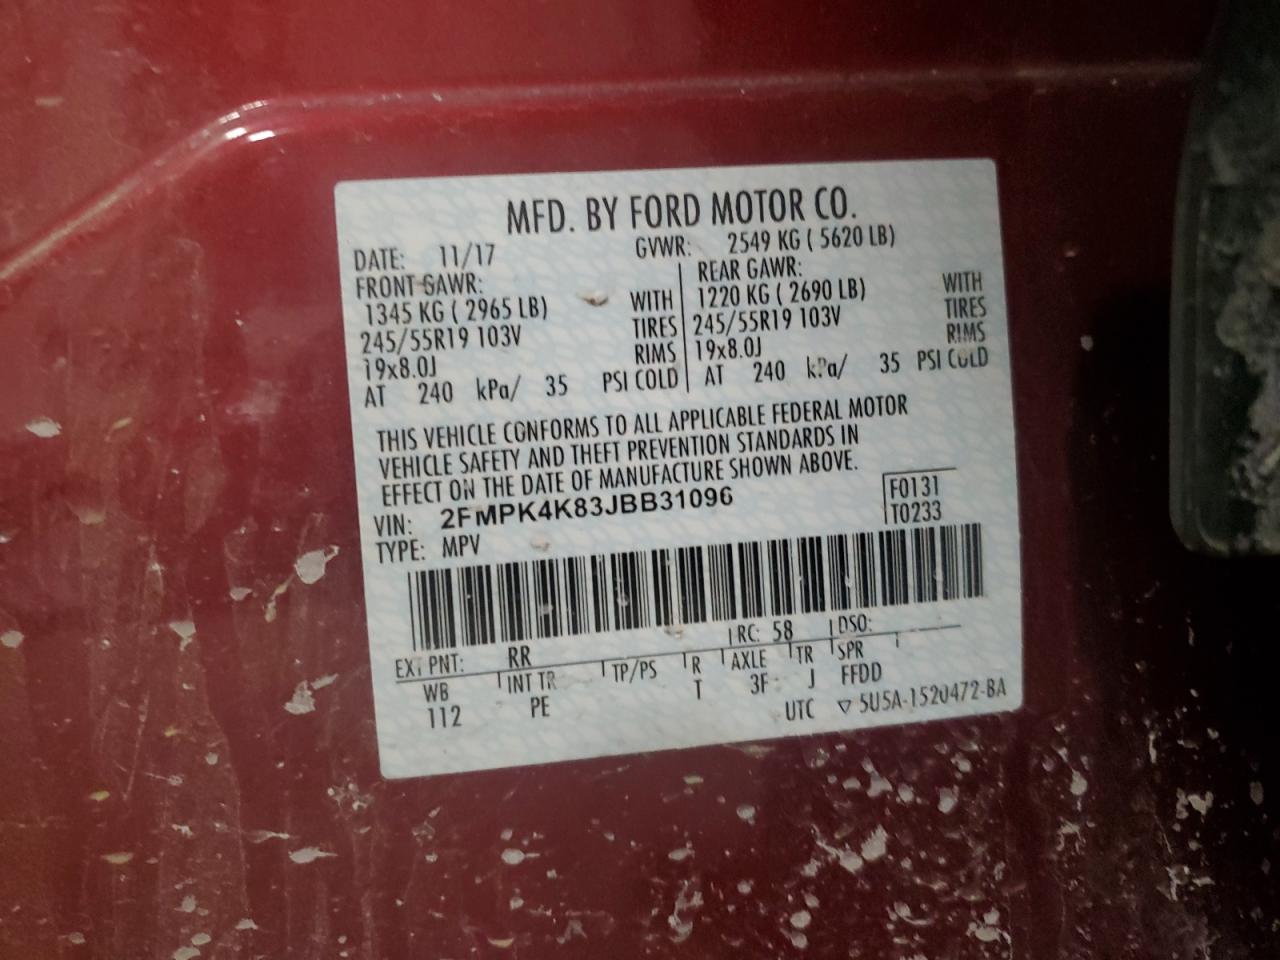 MFD. BY FORD MOTOR CO.
DATE: 11/17 GVWR: 2549 KG ( 5620 LB)
FRONT GAWR: REAR GAWR:
1345 KG ( 2965 LB) WITH 1220 KG ( 2690 LB) WITH
245/55R19 103V TIRES 245/55R19 103V TIRES
19x8.0J RIMS 19x8.0J RIMS
AT 240 kPa/ 35 PSI COLD AT 240 kPa/ 35 PSI COLD
THIS VEHICLE CONFORMS TO ALL APPLICABLE FEDERAL MOTOR
VEHICLE SAFETY AND THEFT PREVENTION STANDARDS IN
EFFECT ON THE DATE OF MANUFACTURE SHOWN ABOVE.
VIN: 2FMPK4K83JBB31096 F0131
TYPE: MPV T0233
EXT PNT: RR RC: 58 DSO:
WB INT TR TP/PS R AXLE TR SPR
112 PE T 3F J FFDD
UTC ▽ 5U5A-1520472-BA